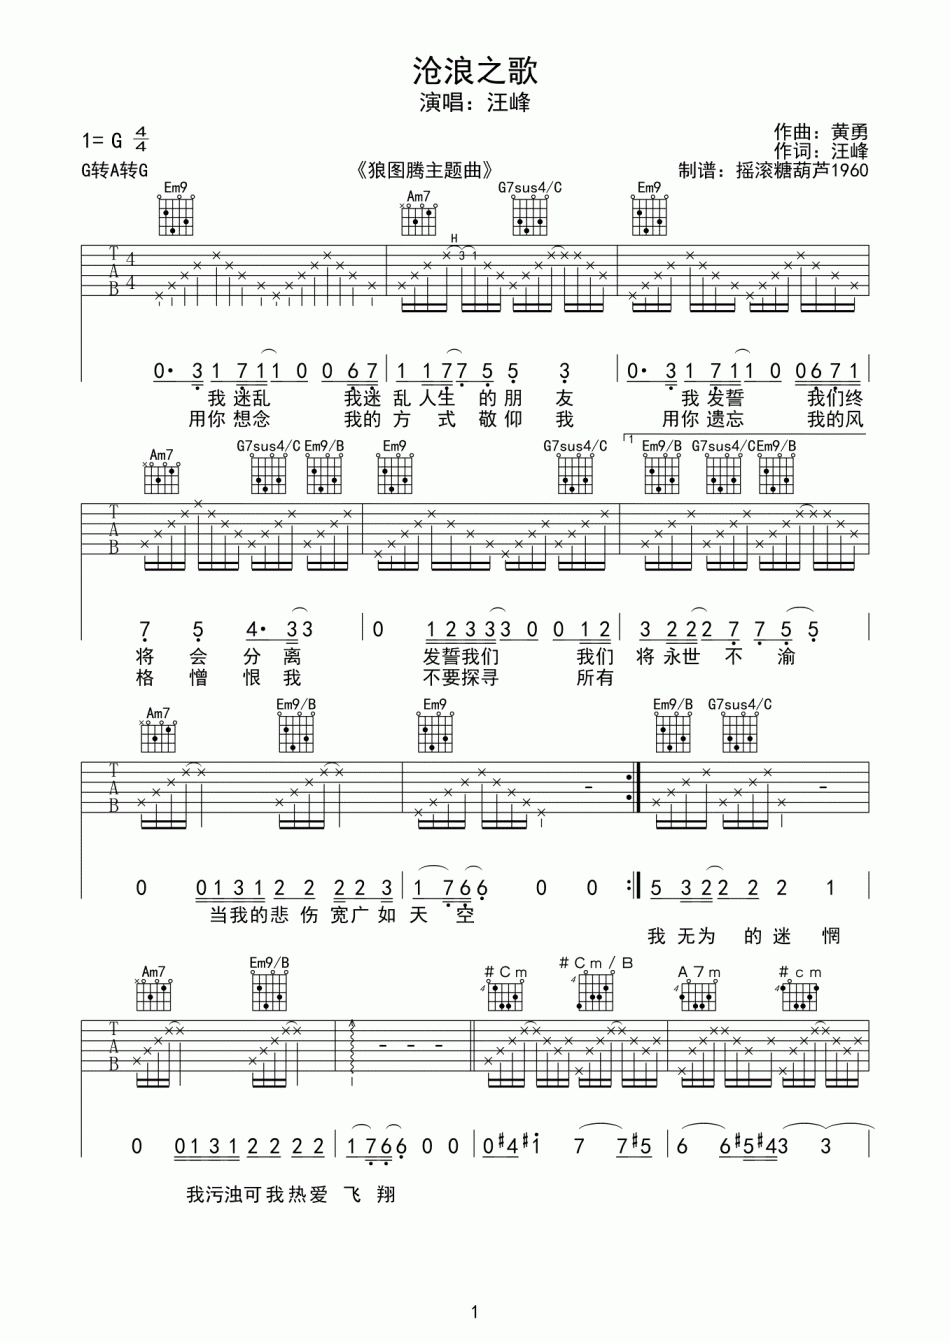 沧浪之歌
演唱：汪峰
1= G 4/4
作曲：黄勇
作词：汪峰
G转A转G 《狼图腾主题曲》 制谱：摇滚糖葫芦1960
Em9 Am7 G7sus4/C Em9
H
3 1
T A B 4 4
0· 3 1 7 1 1 0 0 6 7 1 1 7 7 5 5 3 0· 3 1 7 1 1 0 0 6 7 1
我 迷乱 我迷 乱 人生 的 朋 友 我 发誓 我们终
用你 想念 我的 方 式 敬 仰 我 用你 遗忘 我的风
Am7 G7sus4/C Em9/B Em9 G7sus4/C 1 Em9/B G7sus4/C Em9/B
T A B
7 5 4· 3 3 0 1 2 3 3 3 0 0 1 2 3 2 2 2 7 7 5 5
将 会 分 离 发誓我们 我们 将 永世 不 渝
格 憎 恨 我 不要探寻 所有
Am7 Em9/B Em9 Em9/B G7sus4/C
T A B - -
0 0 1 3 1 2 2 2 2 3 1 7 6 6 0 0 5 3 2 2 2 2 1
当我的悲 伤 宽广如 天 空
我 无为 的 迷 惘
Am7 Em9/B #Cm #Cm/B A7m #cm
4 4 4 4
T A B - - -
0 0 1 3 1 2 2 2 2 1 7 6 6 0 0 0 #4 #1 7 7 #5 6 6 #5 #4 3 3
我污浊可我热爱 飞 翔
1